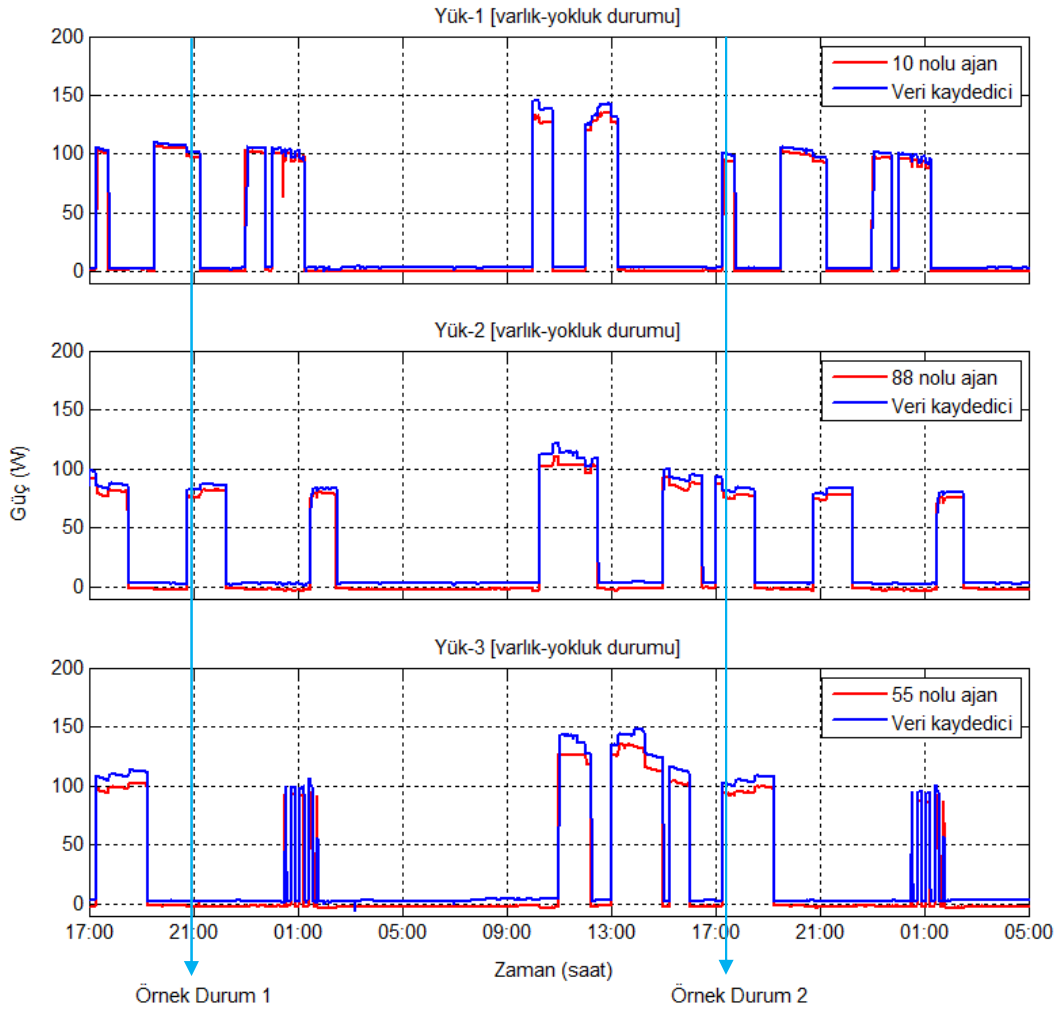 Yük-1 [varlık-yokluk durumu]
200
150
100
50
0
10 nolu ajan
Veri kaydedici
Yük-2 [varlık-yokluk durumu]
200
150
100
50
0
88 nolu ajan
Veri kaydedici
Güç (W)
Yük-3 [varlık-yokluk durumu]
200
150
100
50
0
55 nolu ajan
Veri kaydedici
17:00 21:00 01:00 05:00 09:00 13:00 17:00 21:00 01:00 05:00
Zaman (saat)
Örnek Durum 1 Örnek Durum 2